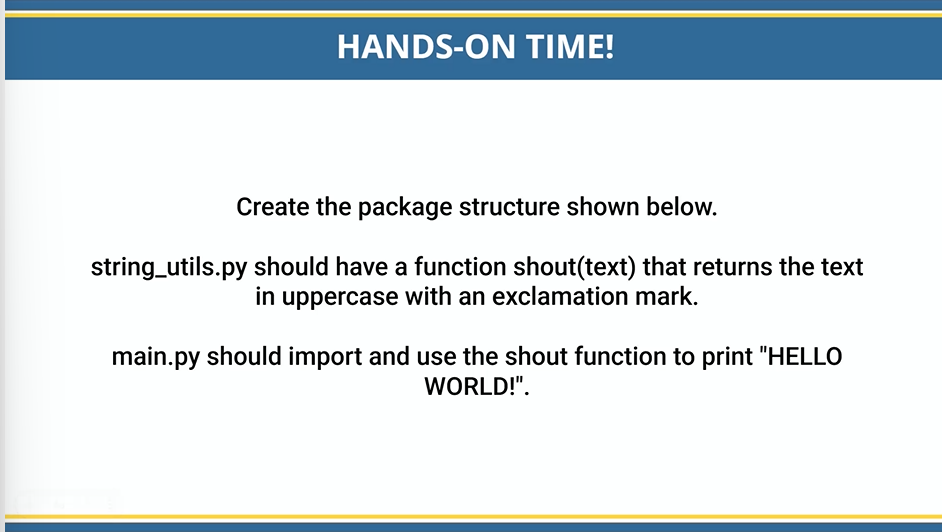 HANDS-ON TIME!
Create the package structure shown below.
string_utils.py should have a function shout(text) that returns the text
in uppercase with an exclamation mark.
main.py should import and use the shout function to print "HELLO
WORLD!".